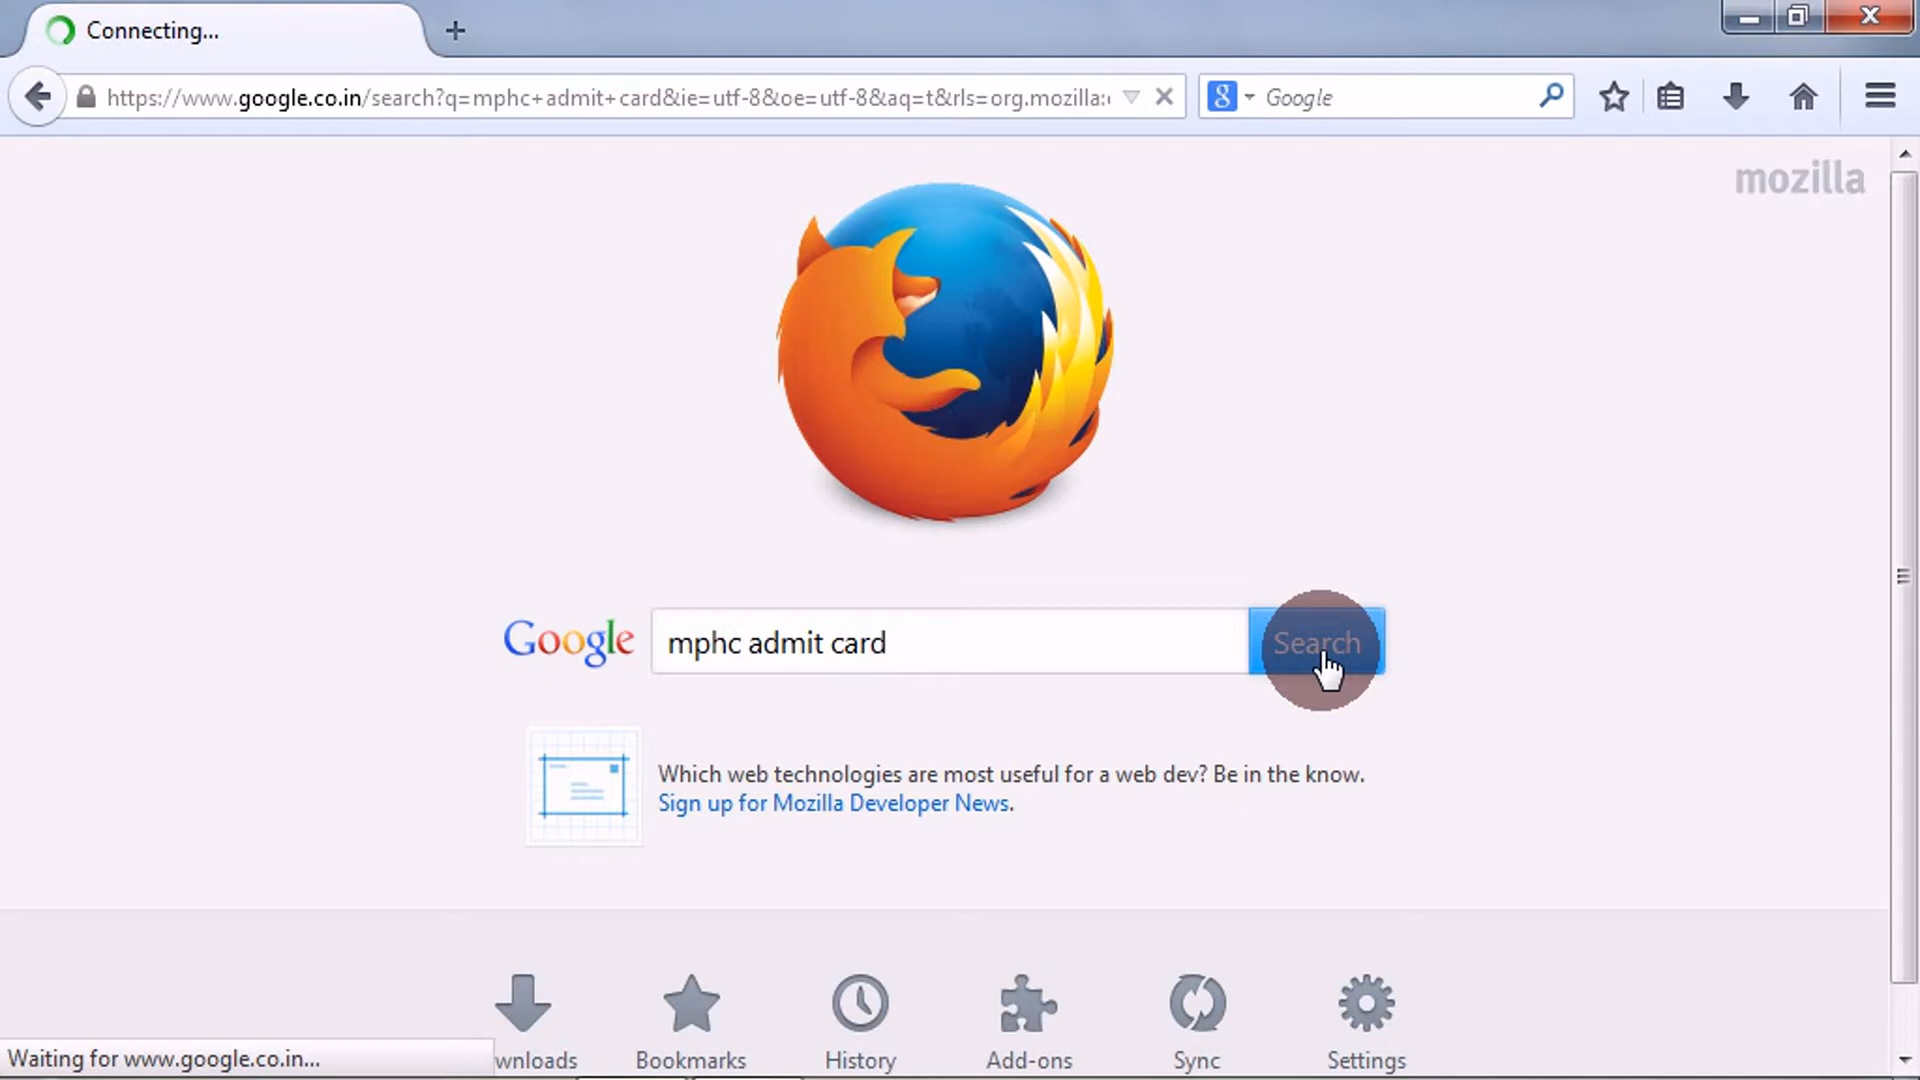 Connecting...
https://www.google.co.in/search?q=mphc+admit+card&ie=utf-8&oe=utf-8&aq=t&rls=org.mozilla:
Google
mozilla
Google
mphc admit card
Search
Which web technologies are most useful for a web dev? Be in the know.
Sign up for Mozilla Developer News.
wnloads
Bookmarks
History
Add-ons
Sync
Settings
Waiting for www.google.co.in...